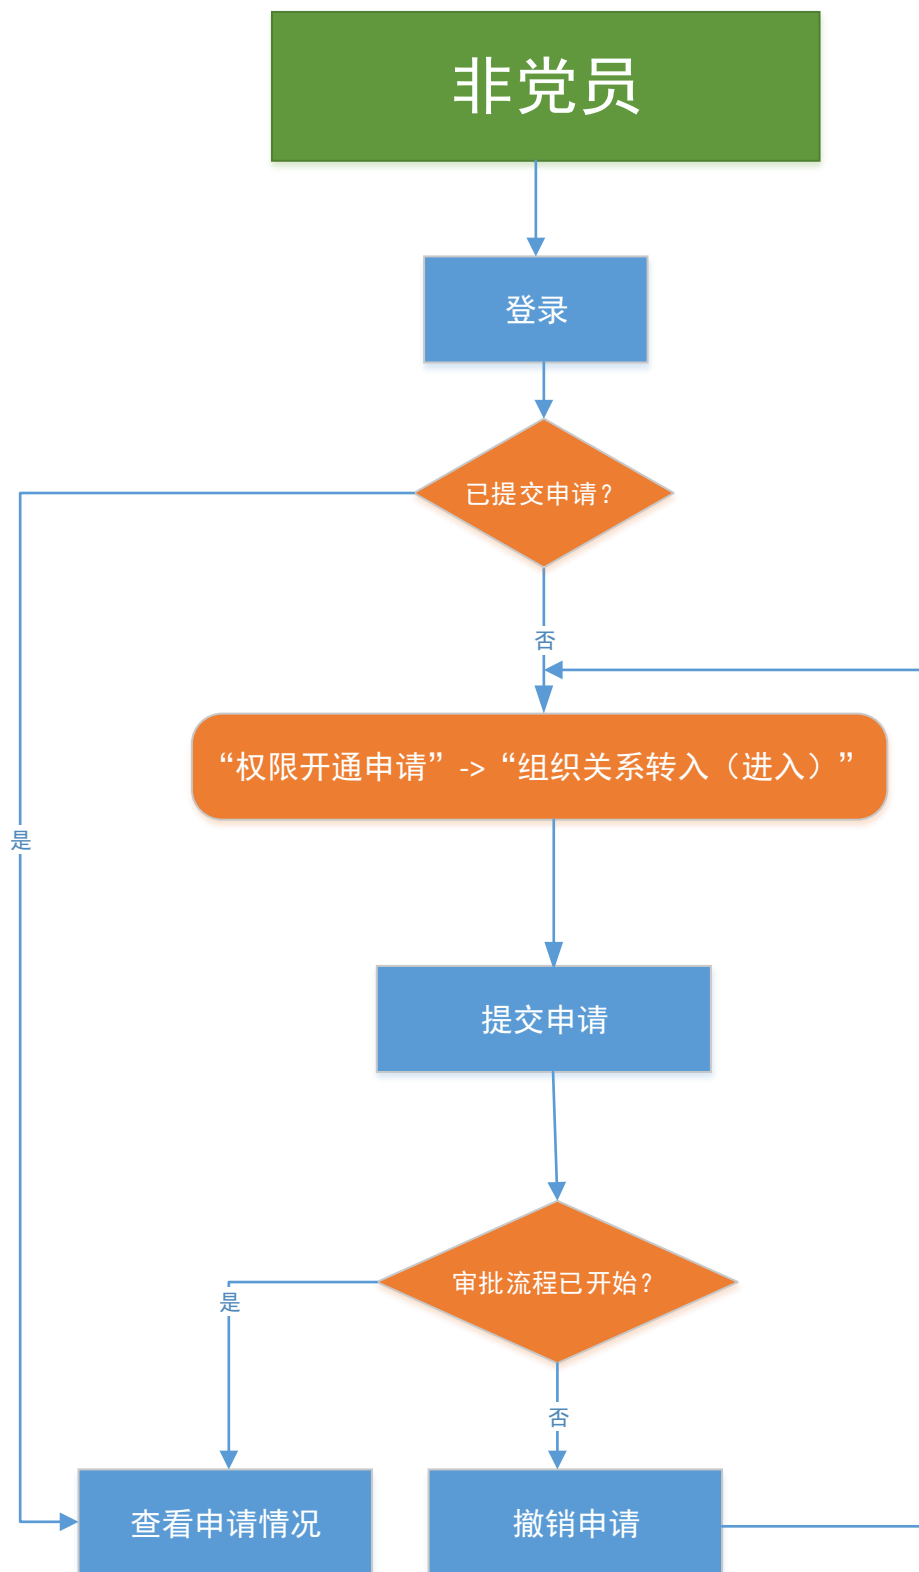 非党员
登录
已提交申请？
否
“权限开通申请” -> “组织关系转入（进入）”
是
提交申请
审批流程已开始？
是
否
查看申请情况
撤销申请